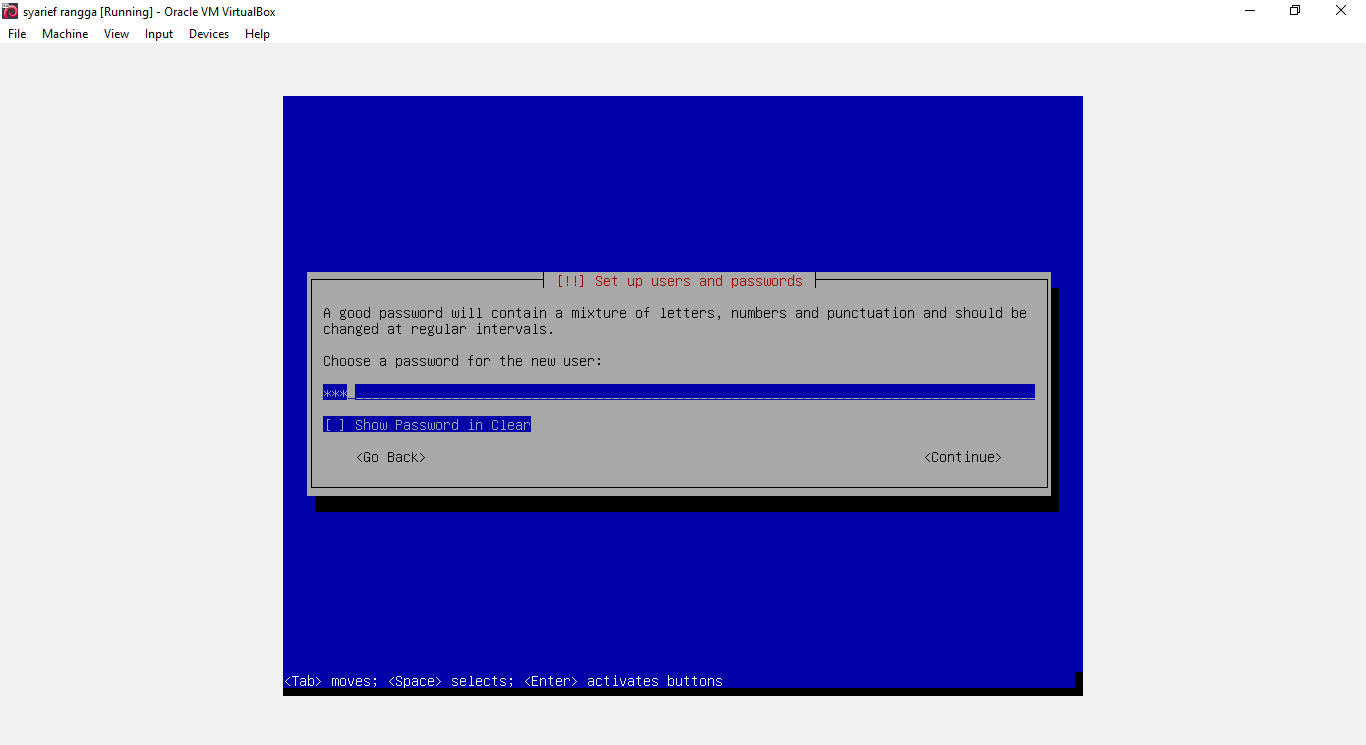 syarief rangga [Running] - Oracle VM VirtualBox
File Machine View Input Devices Help
[!!] Set up users and passwords
A good password will contain a mixture of letters, numbers and punctuation and should be
changed at regular intervals.
Choose a password for the new user:
***
[ ] Show Password in Clear
<Go Back> <Continue>
<Tab> moves; <Space> selects; <Enter> activates buttons